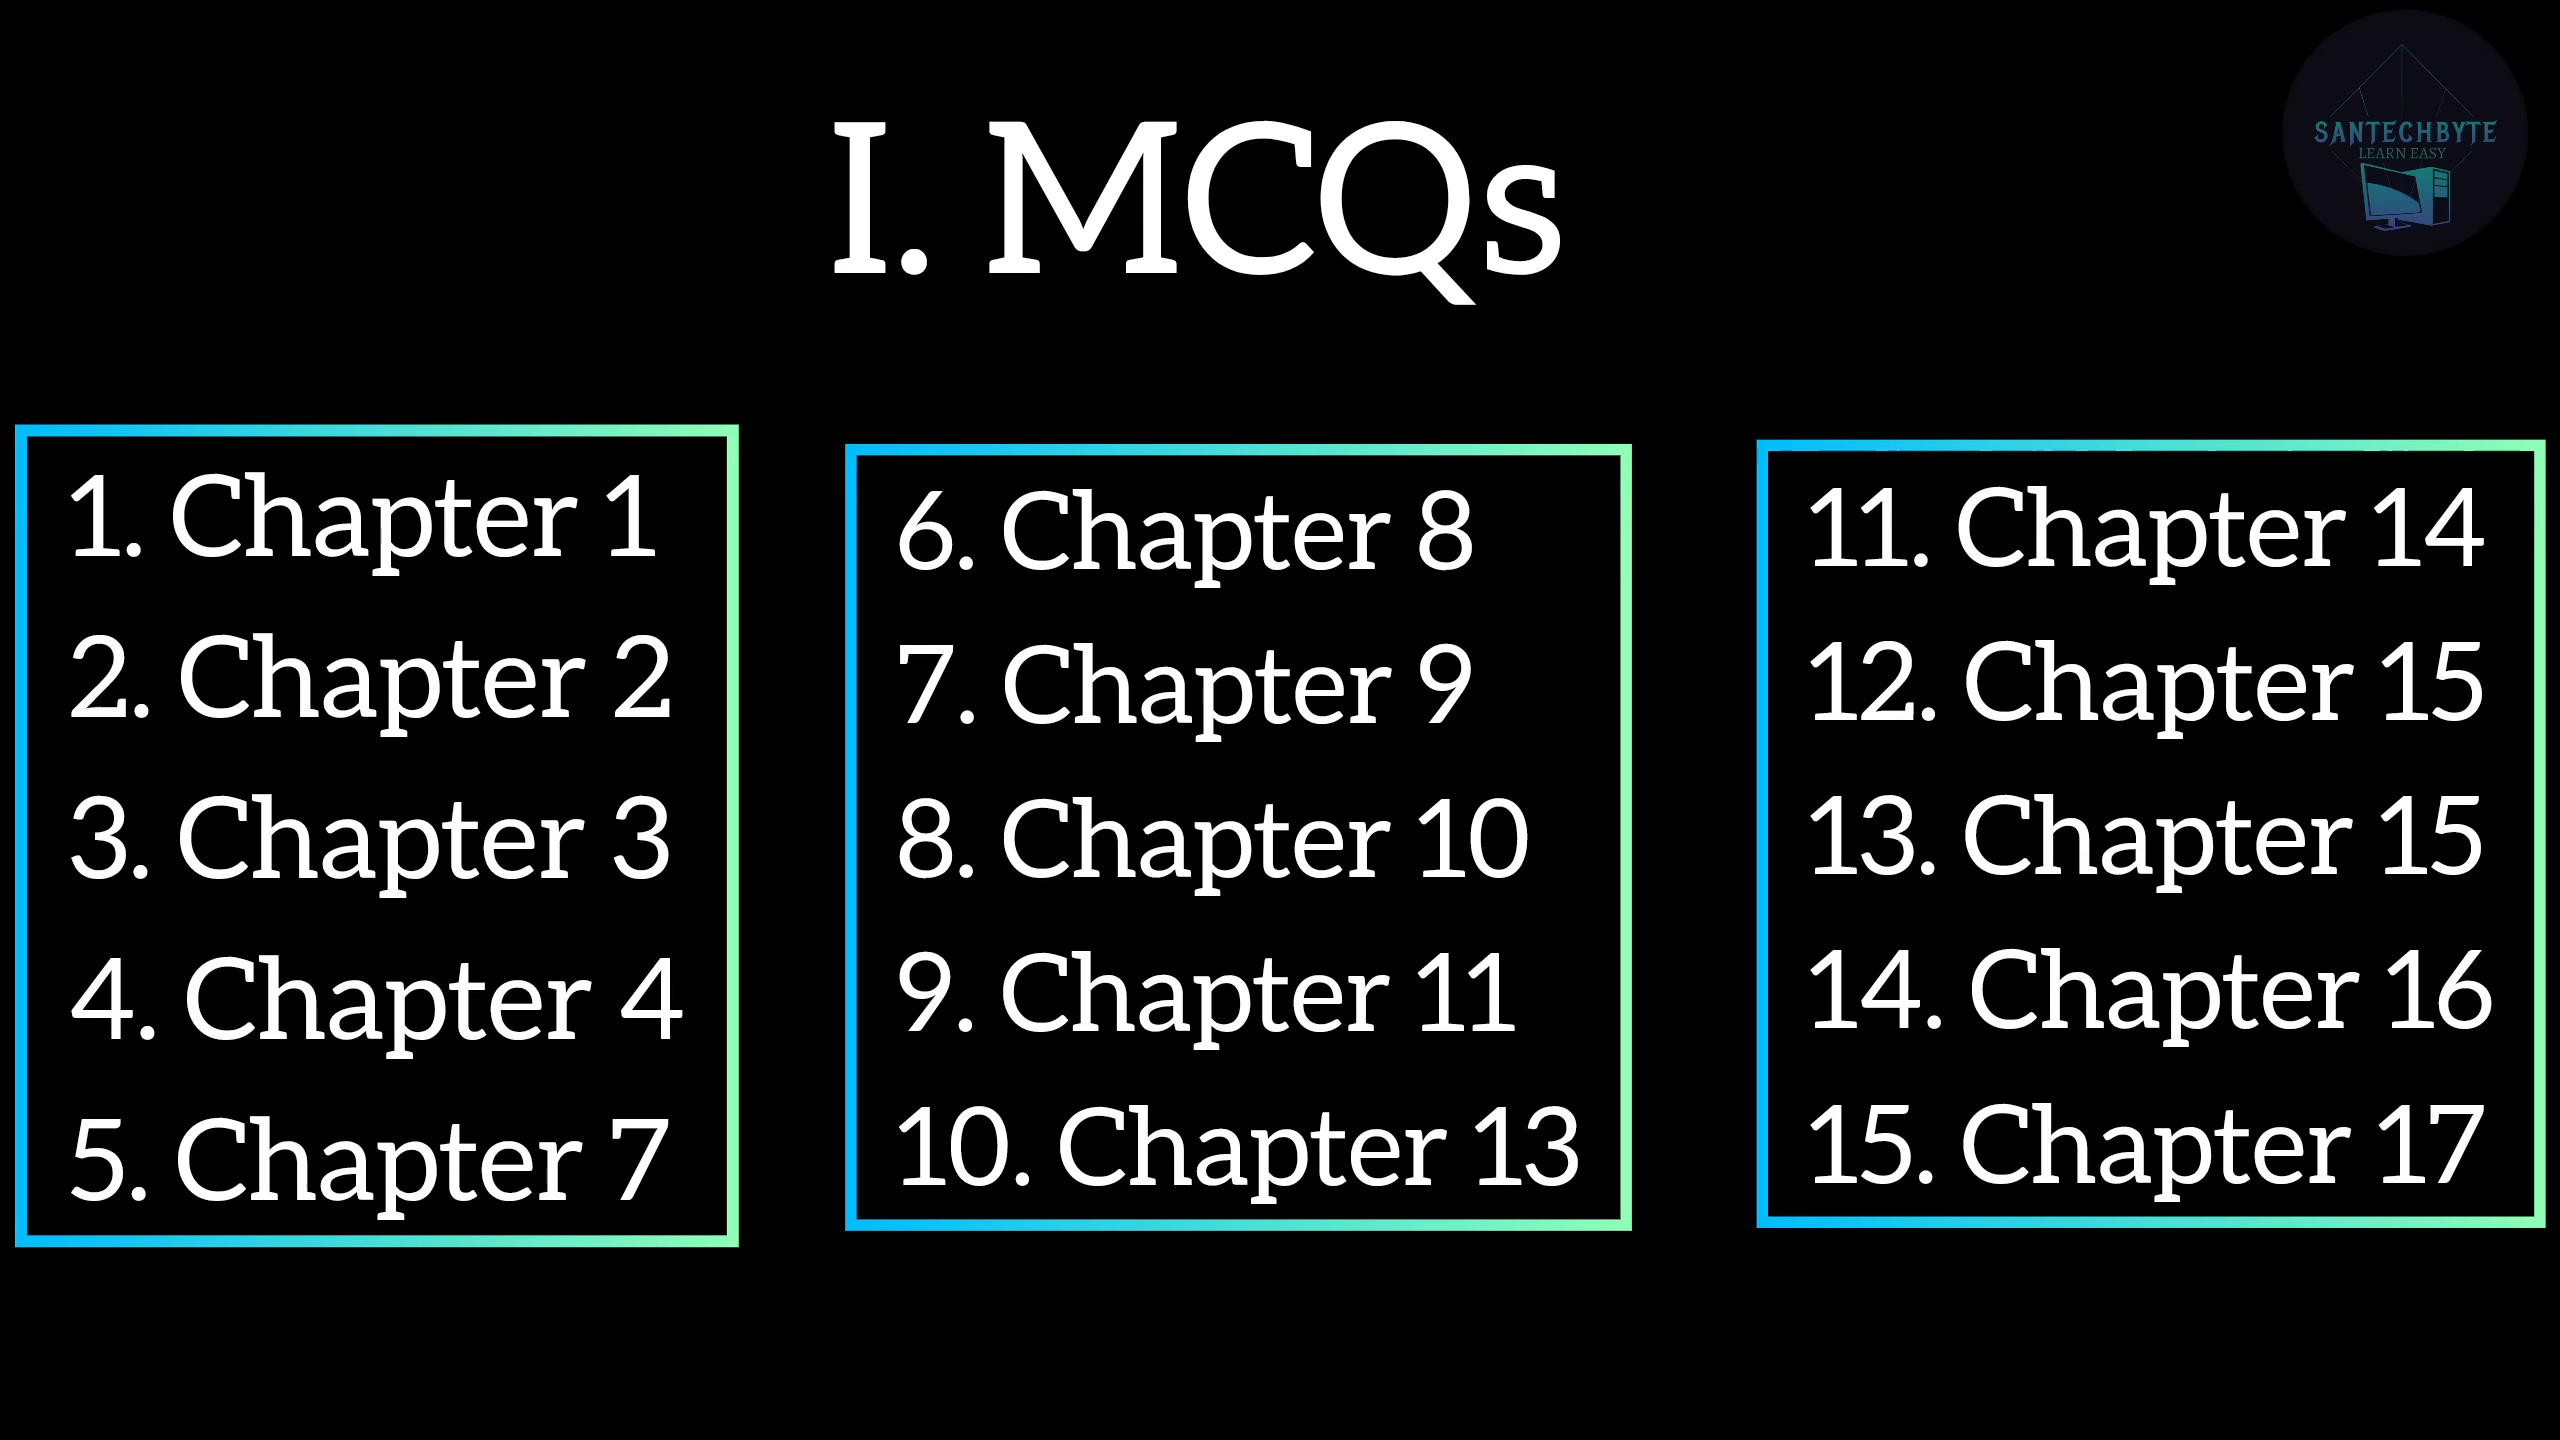 I. MCQs
SANTECHBYTE
LEARN EASY
1. Chapter 1
2. Chapter 2
3. Chapter 3
4. Chapter 4
5. Chapter 7
6. Chapter 8
7. Chapter 9
8. Chapter 10
9. Chapter 11
10. Chapter 13
11. Chapter 14
12. Chapter 15
13. Chapter 15
14. Chapter 16
15. Chapter 17